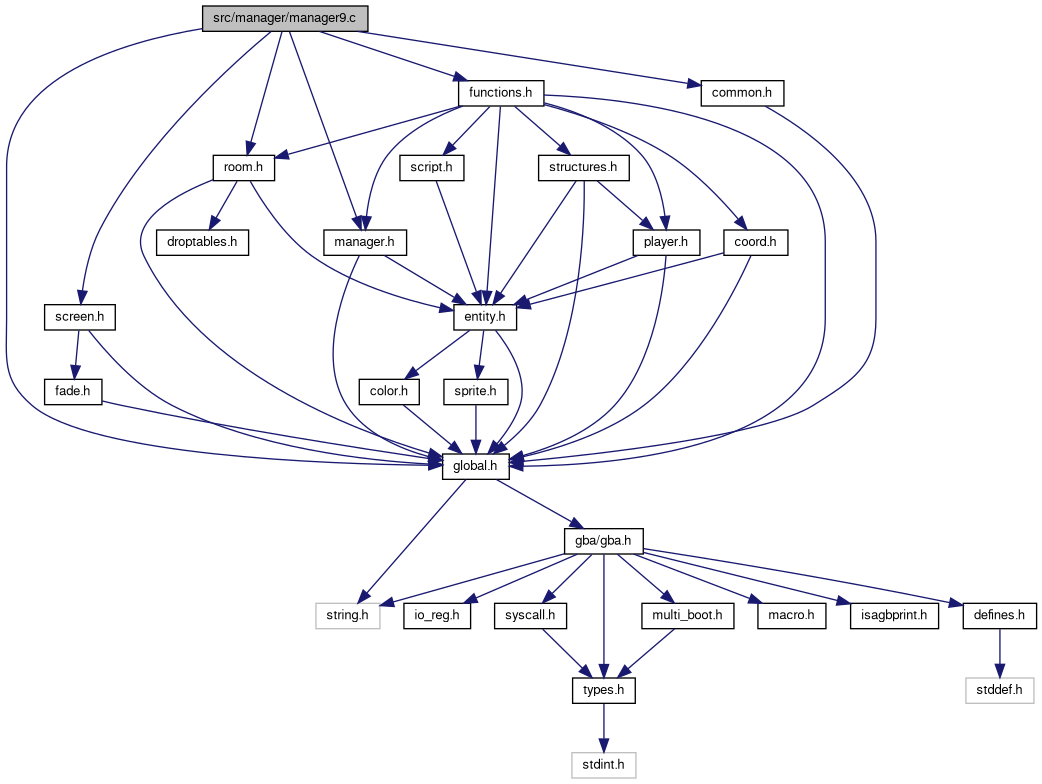 src/manager/manager9.c
functions.h
common.h
room.h
script.h
structures.h
droptables.h
manager.h
player.h
coord.h
screen.h
entity.h
fade.h
color.h
sprite.h
global.h
gba/gba.h
string.h
io_reg.h
syscall.h
multi_boot.h
macro.h
isagbprint.h
defines.h
types.h
stddef.h
stdint.h